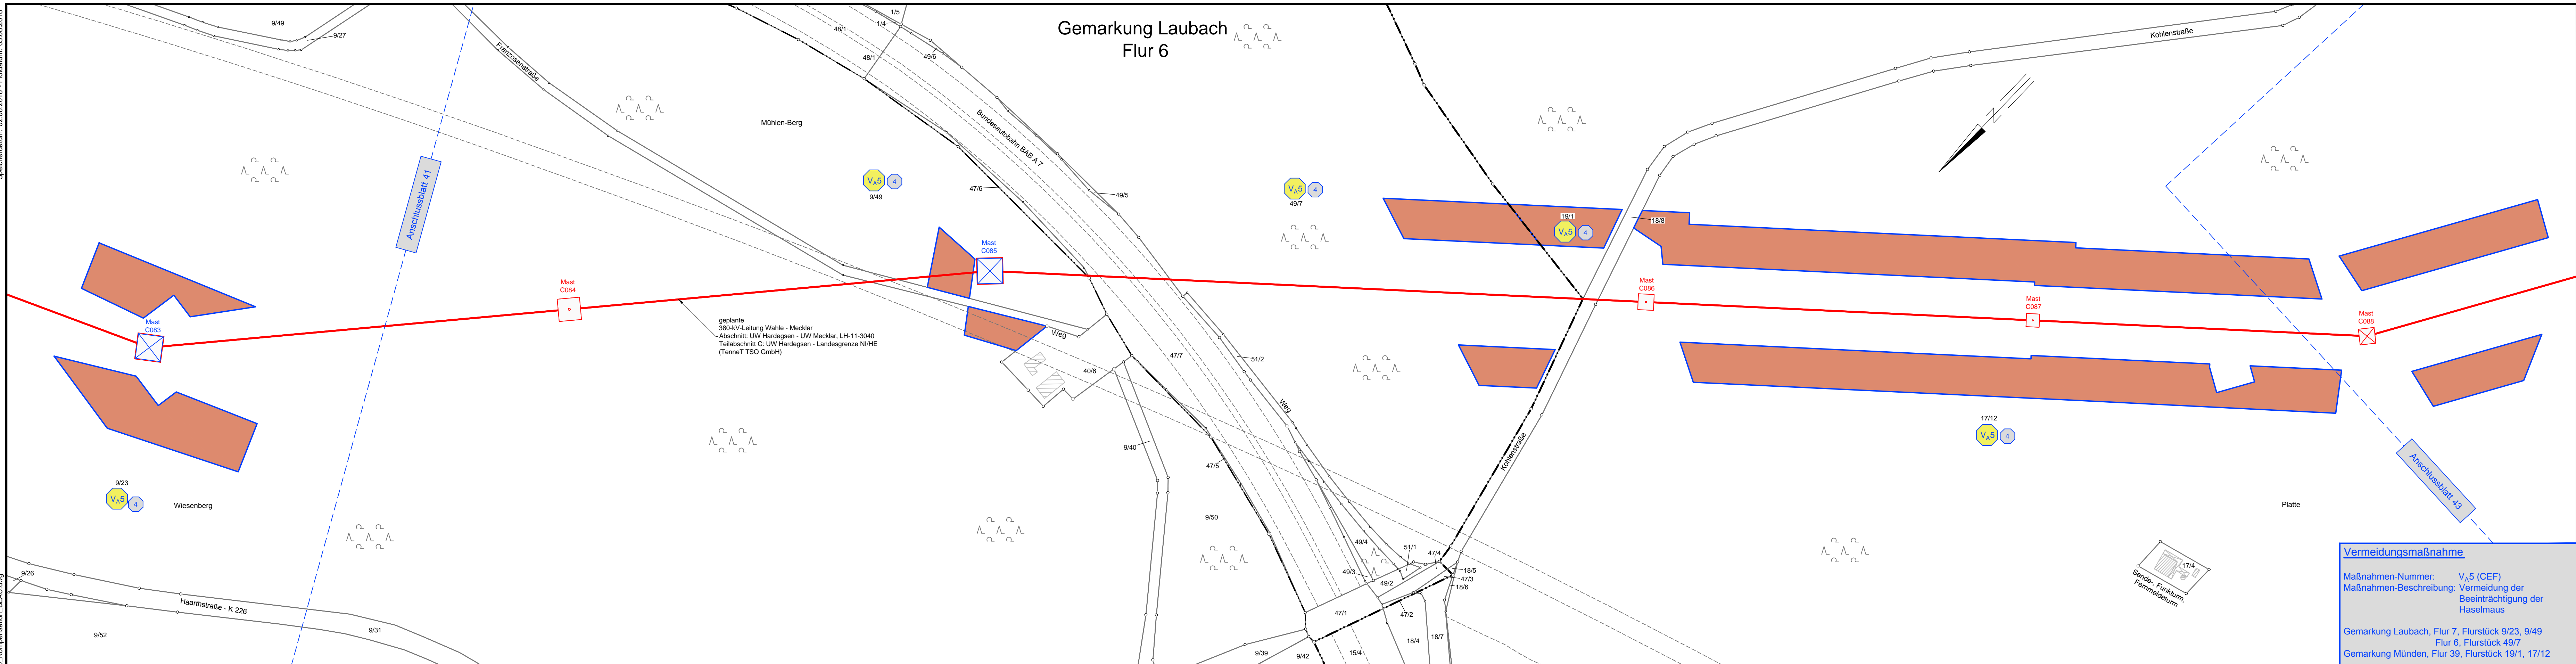 Gemarkung Laubach
Flur 6
9/49
9/27
Franzosenstraße
1/5
1/4
48/1
48/1
49/6
Kohlenstraße
Mühlen-Berg
Bundesautobahn BAB A 7
Anschlussblatt 41
VA5 4
9/49
47/6
49/5
VA5 4
49/7
19/1
VA5 4
18/8
Mast
C083
Mast
C084
Mast
C085
Mast
C086
Mast
C087
Mast
C088
geplante
380-kV-Leitung Wahle - Mecklar
Abschnitt: UW Hardegsen - UW Mecklar, LH-11-3040
Teilabschnitt C: UW Hardegsen - Landesgrenze NI/HE
(TenneT TSO GmbH)
Weg
47/7
51/2
40/6
Weg
9/40
47/5
Kohlenstraße
17/12
VA5 4
Anschlussblatt 43
9/23
VA5 4
Wiesenberg
9/50
Platte
49/4
51/1
47/4
49/3
49/2
18/5
47/3
18/6
17/4
Sende-, Funkturm,
Fernmeldeturm
9/26
Haarthstraße - K 226
9/52
9/31
47/1
47/2
18/4
18/7
9/39
9/42
15/4
Vermeidungsmaßnahme
Maßnahmen-Nummer: VA5 (CEF)
Maßnahmen-Beschreibung: Vermeidung der
Beeinträchtigung der
Haselmaus
Gemarkung Laubach, Flur 7, Flurstück 9/23, 9/49
Flur 6, Flurstück 49/7
Gemarkung Münden, Flur 39, Flurstück 19/1, 17/12